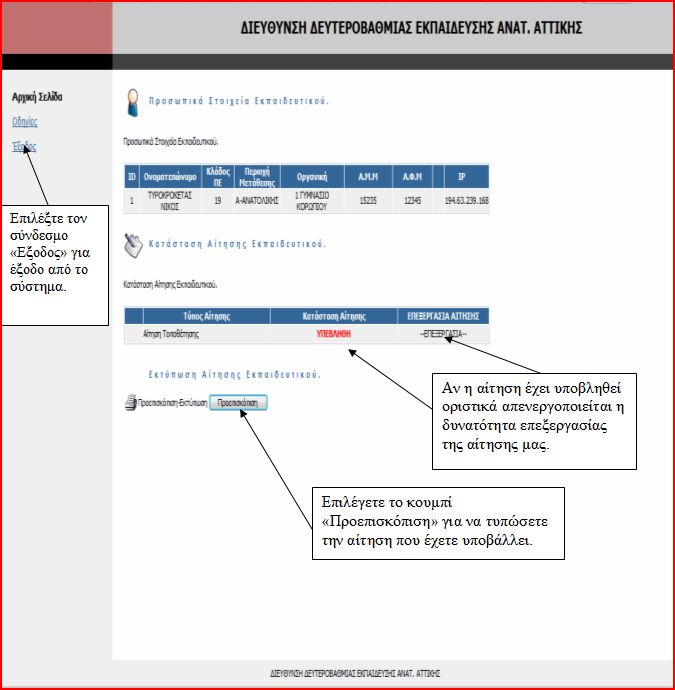 ΔΙΕΥΘΥΝΣΗ ΔΕΥΤΕΡΟΒΑΘΜΙΑΣ ΕΚΠΑΙΔΕΥΣΗΣ ΑΝΑΤ. ΑΤΤΙΚΗΣ
Αρχική Σελίδα
Οδηγίες
Έξοδος
Επιλέξτε τον
σύνδεσμο
«Εξοδος» για
έξοδο από το
σύστημα.
Προσωπικά Στοιχεία Εκπαιδευτικού.
Προσωπικά Στοιχεία Εκπαιδευτικού.
ID Ονοματεπώνυμο Κλάδος ΠΕ Περιοχή Μετάθεσης Οργανική Α.Μ.Μ Α.Φ.Μ IP
1 ΤΥΡΟΚΡΟΚΕΤΑΣ ΝΙΚΟΣ 19 Α-ΑΝΑΤΟΛΙΚΗΣ 1 ΓΥΜΝΑΣΙΟ ΚΟΡΩΠΙΟΥ 15235 12345 194.63.239.168
Κατάσταση Αίτησης Εκπαιδευτικού.
Κατάσταση Αίτησης Εκπαιδευτικού.
Τύπος Αίτησης Κατάσταση Αίτησης ΕΠΕΞΕΡΓΑΣΙΑ ΑΙΤΗΣΗΣ
Αίτηση Τοποθέτησης ΥΠΕΒΛΗΘΗ --ΕΠΕΞΕΡΓΑΣΙΑ--
Εκτύπωση Αίτησης Εκπαιδευτικού.
Προεπισκόπιση-Εκτύπωση Προεπισκόπιση
Αν η αίτηση έχει υποβληθεί
οριστικά απενεργοποιείται η
δυνατότητα επεξεργασίας
της αίτησης μας.
Επιλέγετε το κουμπί
«Προεπισκόπιση» για να τυπώσετε
την αίτηση που έχετε υποβάλλει.
ΔΙΕΥΘΥΝΣΗ ΔΕΥΤΕΡΟΒΑΘΜΙΑΣ ΕΚΠΑΙΔΕΥΣΗΣ ΑΝΑΤ. ΑΤΤΙΚΗΣ